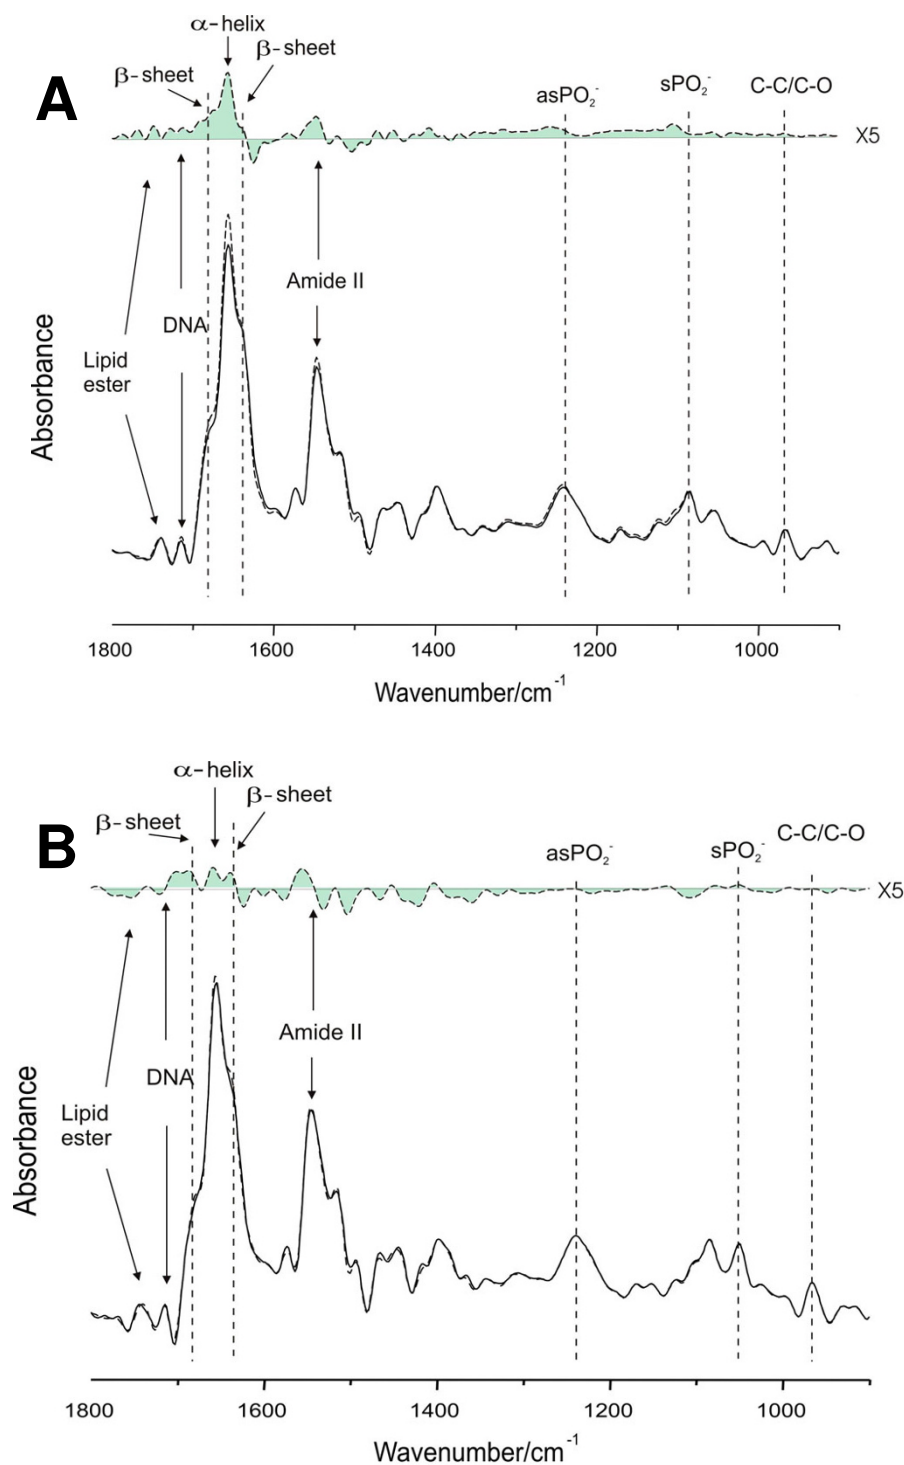 α-helix
β-sheet
β-sheet
A
asPO₂⁻
sPO₂⁻
C-C/C-O
X5
Amide II
DNA
Lipid
ester
Absorbance
1800
1600
1400
1200
1000
Wavenumber/cm⁻¹
α-helix
β-sheet
β-sheet
B
asPO₂⁻
sPO₂⁻
C-C/C-O
X5
Amide II
DNA
Lipid
ester
Absorbance
1800
1600
1400
1200
1000
Wavenumber/cm⁻¹